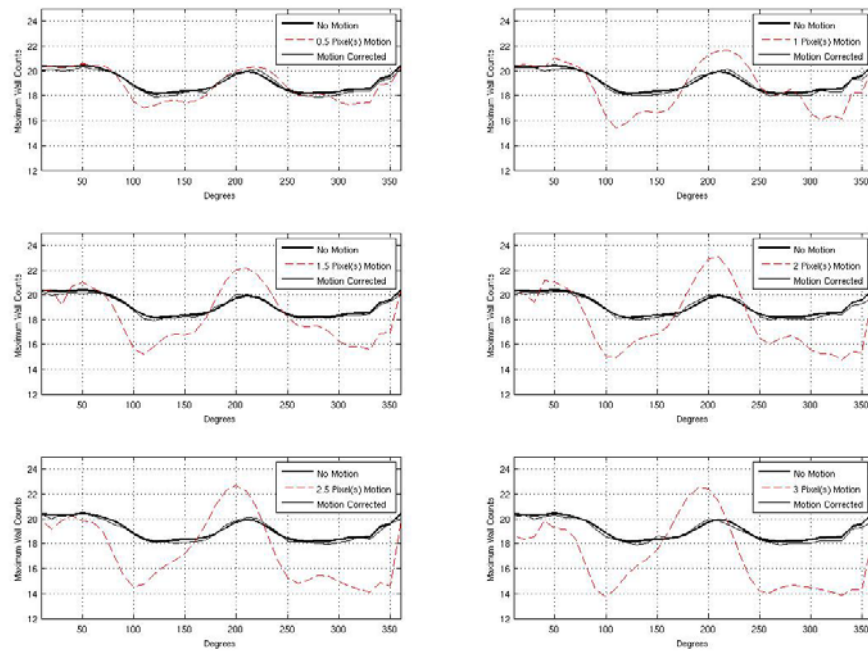 24
22
20
18
16
14
12
Maximum Wall Counts
50 100 150 200 250 300 350
Degrees
No Motion
0.5 Pixel(s) Motion
Motion Corrected
24
22
20
18
16
14
12
Maximum Wall Counts
50 100 150 200 250 300 350
Degrees
No Motion
1 Pixel(s) Motion
Motion Corrected
24
22
20
18
16
14
12
Maximum Wall Counts
50 100 150 200 250 300 350
Degrees
No Motion
1.5 Pixel(s) Motion
Motion Corrected
24
22
20
18
16
14
12
Maximum Wall Counts
50 100 150 200 250 300 350
Degrees
No Motion
2 Pixel(s) Motion
Motion Corrected
24
22
20
18
16
14
12
Maximum Wall Counts
50 100 150 200 250 300 350
Degrees
No Motion
2.5 Pixel(s) Motion
Motion Corrected
24
22
20
18
16
14
12
Maximum Wall Counts
50 100 150 200 250 300 350
Degrees
No Motion
3 Pixel(s) Motion
Motion Corrected